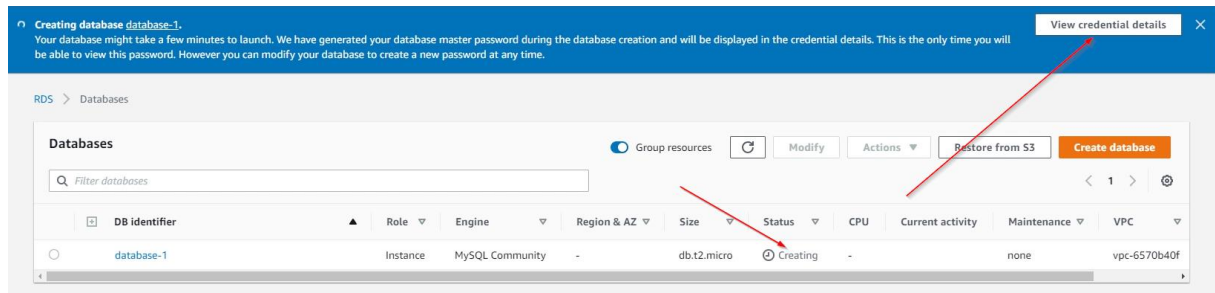 Creating database database-1.
View credential details
Your database might take a few minutes to launch. We have generated your database master password during the database creation and will be displayed in the credential details. This is the only time you will
be able to view this password. However you can modify your database to create a new password at any time.
RDS > Databases
Databases
Group resources Modify Actions Restore from S3 Create database
Filter databases
1
DB identifier Role Engine Region & AZ Size Status CPU Current activity Maintenance VPC
database-1 Instance MySQL Community - db.t2.micro Creating - none vpc-6570b40f